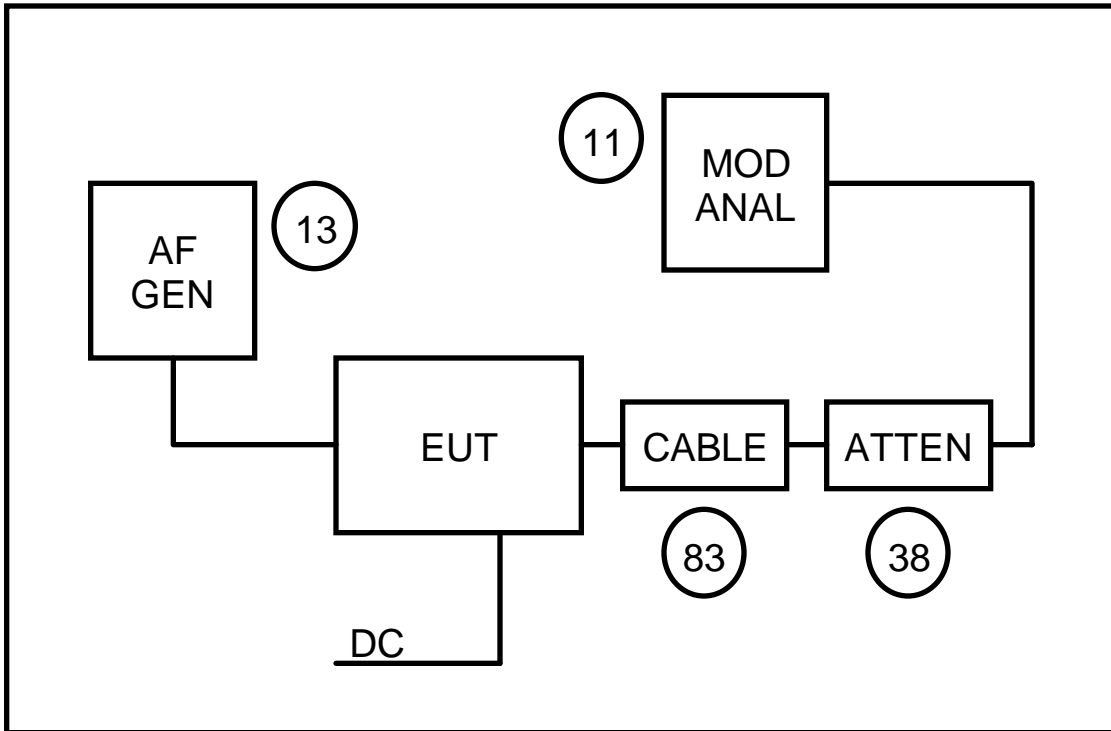 11
MOD
ANAL
13
AF
GEN
EUT
CABLE
ATTEN
83
38
DC